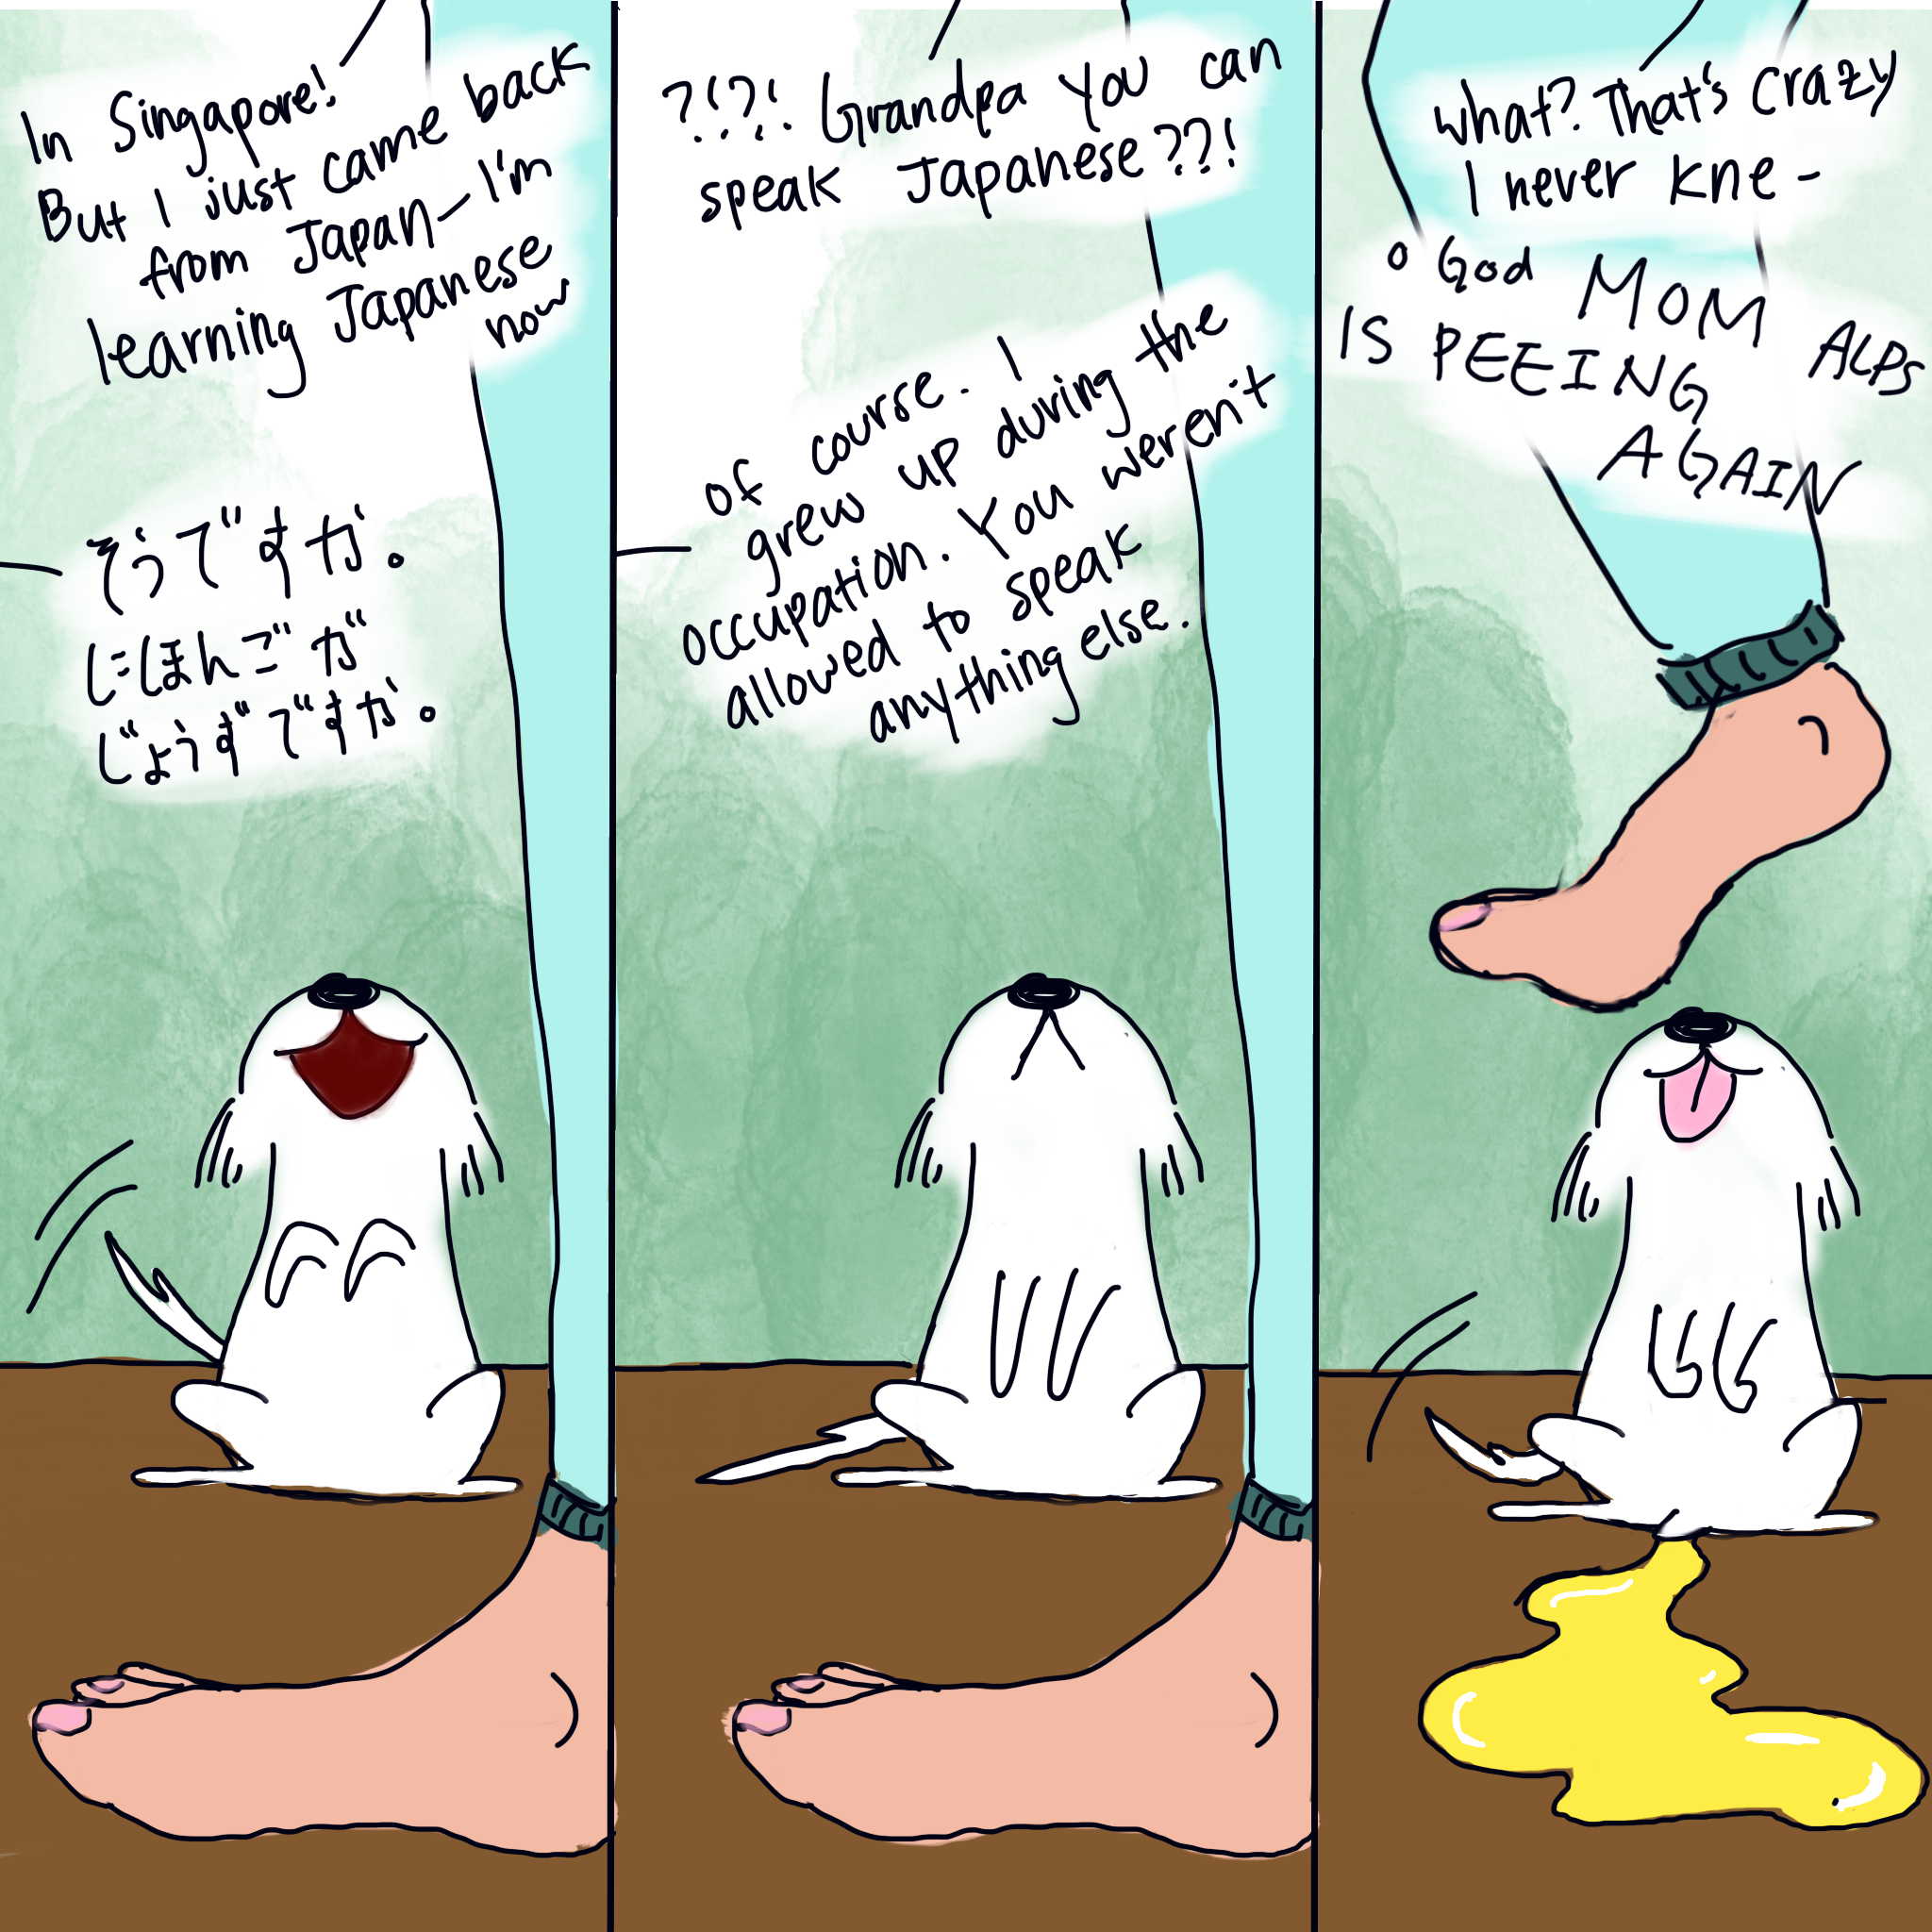 In Singapore!
But I just came back
from Japan—I'm
learning Japanese
now
そうですか。
にほんごが
じょうずですか。
?!?! Grandpa You can
speak Japanese??!
of course. I
grew up during the
occupation. You weren't
allowed to speak
anything else.
What? That's crazy
I never kne-
o God MOM ALPS
IS PEEING
AGAIN